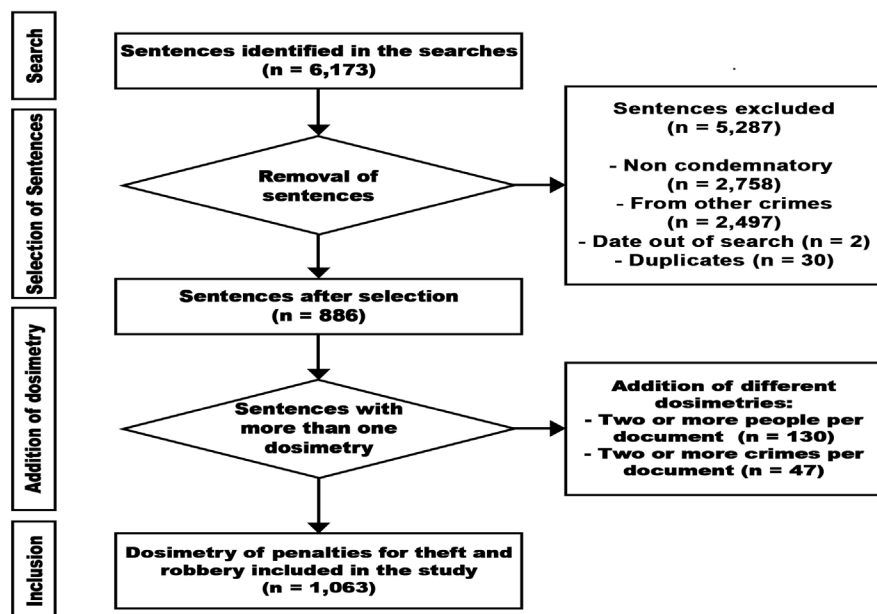 Search
Sentences identified in the searches
(n = 6,173)
Selection of Sentences
Removal of
sentences
Sentences excluded
(n = 5,287)
- Non condemnatory
(n = 2,758)
- From other crimes
(n = 2,497)
- Date out of search (n = 2)
- Duplicates (n = 30)
Sentences after selection
(n = 886)
Addition of dosimetry
Sentences with
more than one
dosimetry
Addition of different
dosimetries:
- Two or more people per
document (n = 130)
- Two or more crimes per
document (n = 47)
Inclusion
Dosimetry of penalties for theft and
robbery included in the study
(n = 1,063)